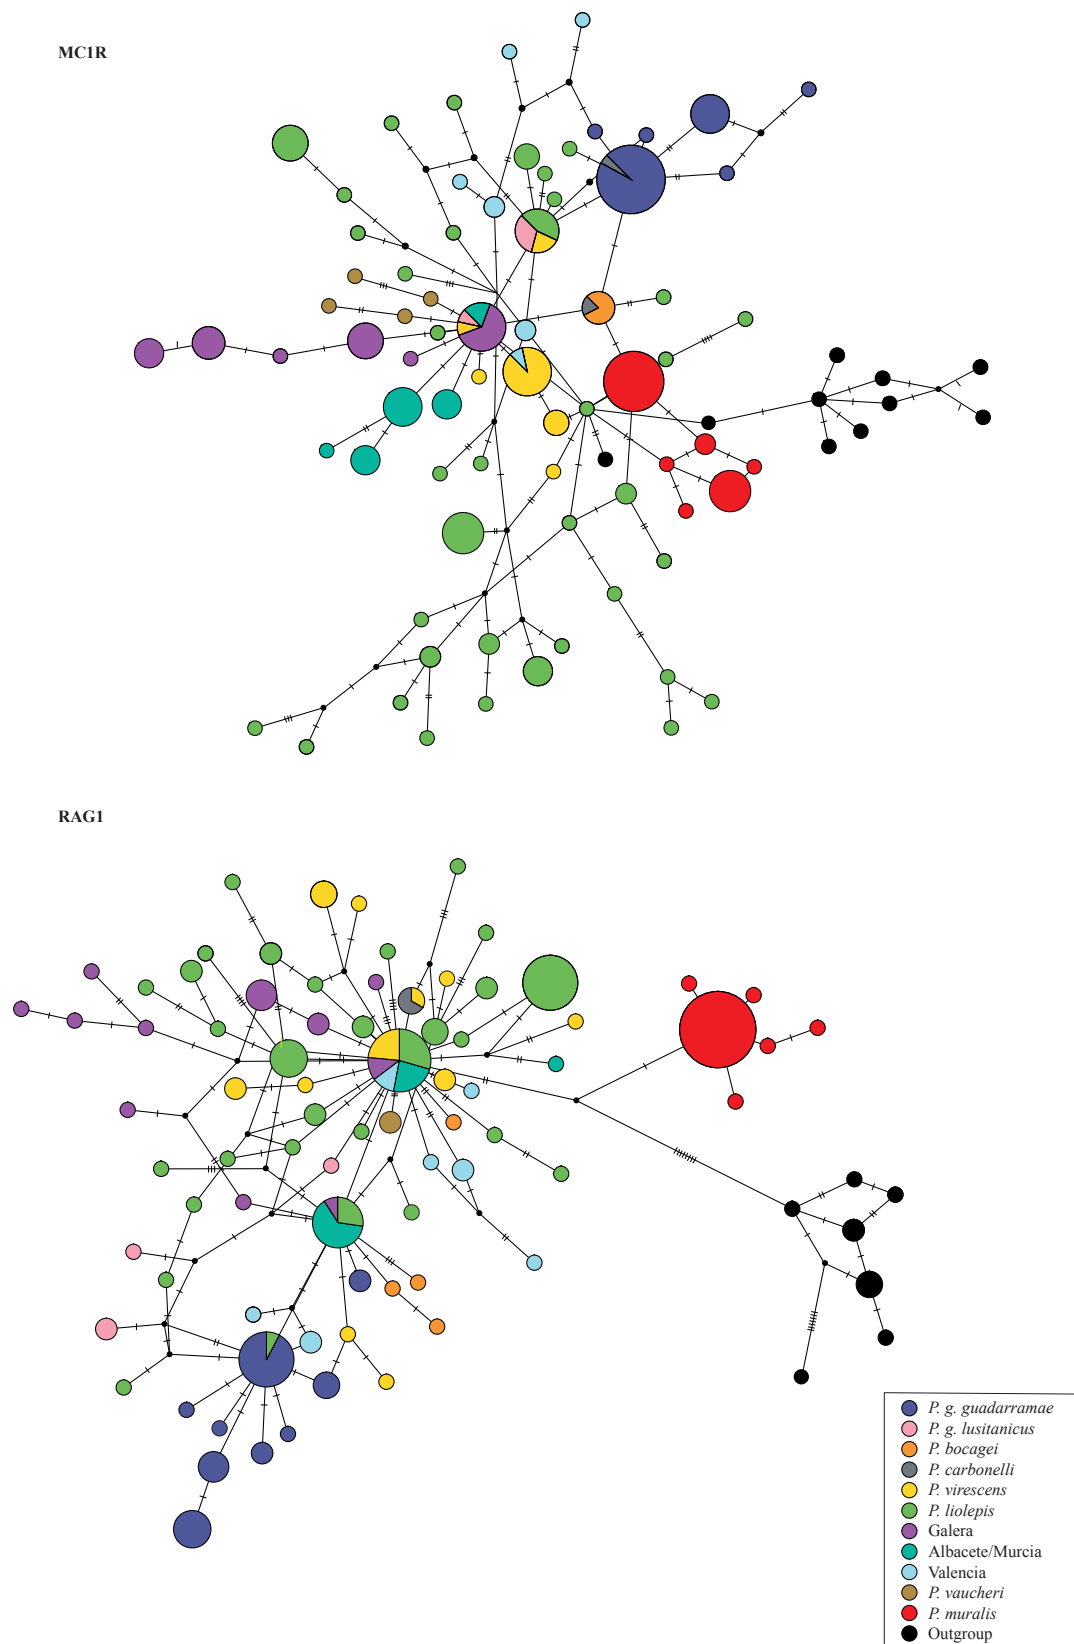 MC1R
RAG1
P. g. guadarramae
P. g. lusitanicus
P. bocagei
P. carbonelli
P. virescens
P. liolepis
Galera
Albacete/Murcia
Valencia
P. vaucheri
P. muralis
Outgroup